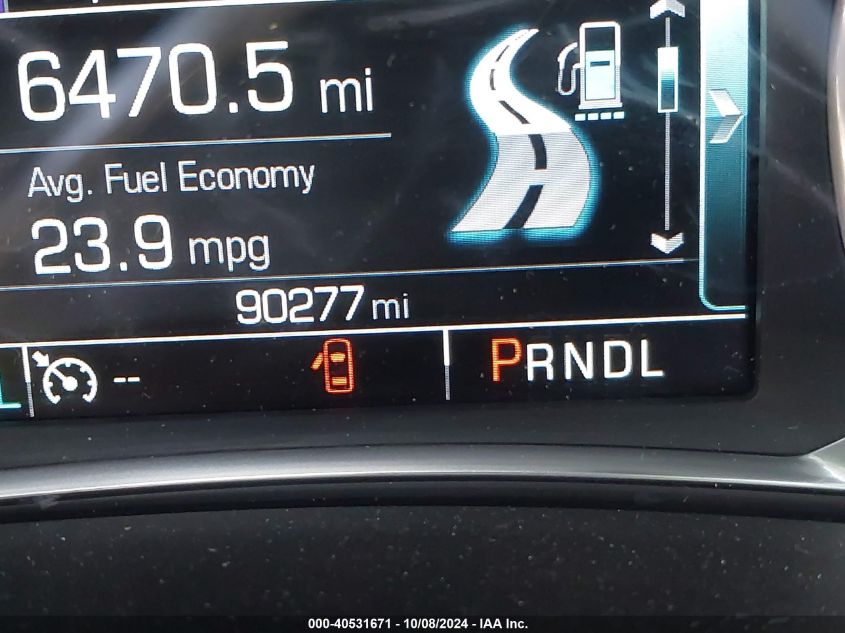 6470.5 mi
Avg. Fuel Economy
23.9 mpg
90277 mi
-- PRNDL
000-40531671 - 10/08/2024 - IAA Inc.